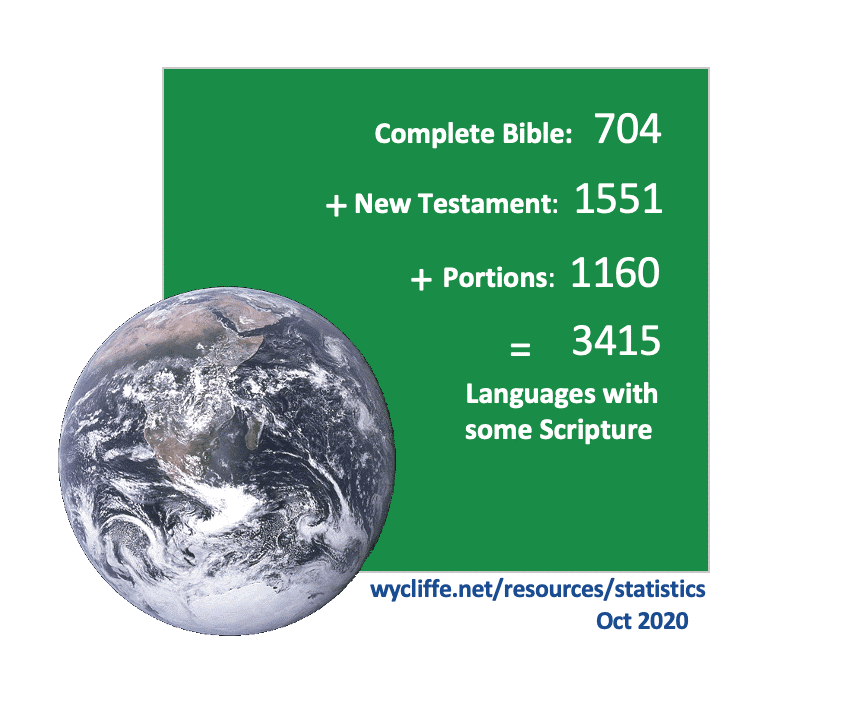 Complete Bible: 704
+ New Testament: 1551
+ Portions: 1160
= 3415
Languages with
some Scripture
wycliffe.net/resources/statistics
Oct 2020